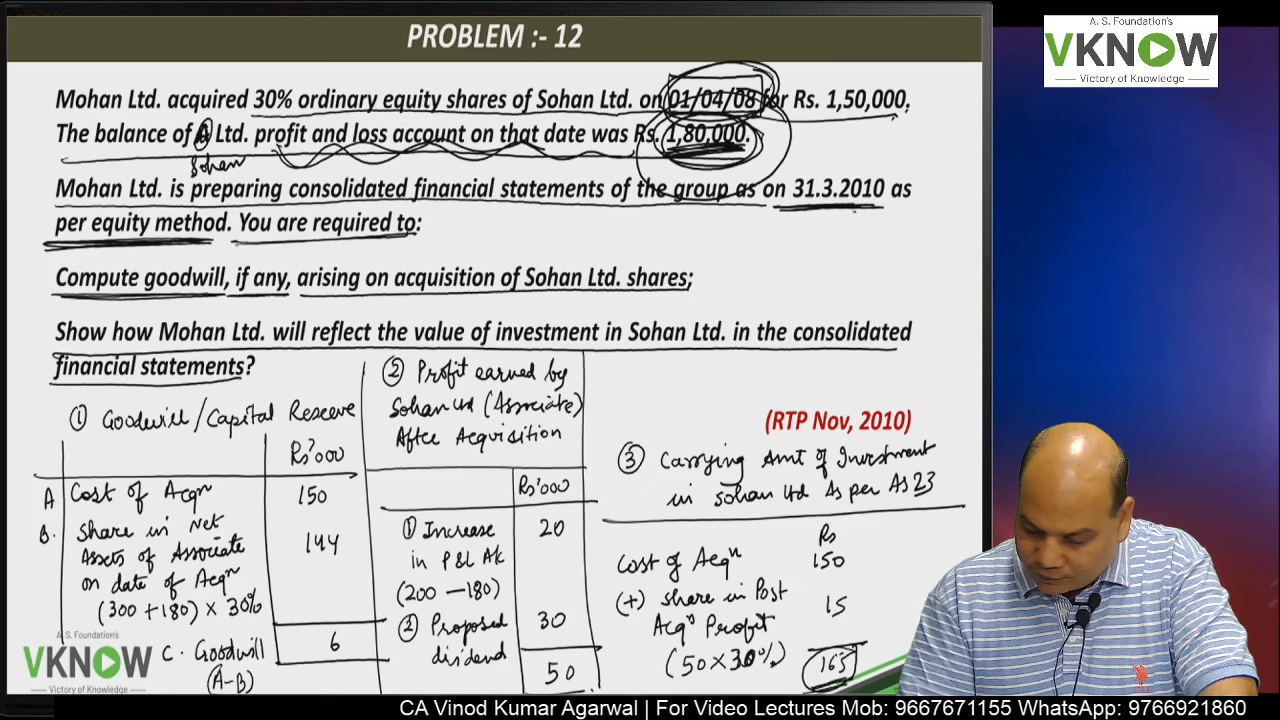 PROBLEM :- 12
A. S. Foundation's
VKNOW
Victory of Knowledge
Mohan Ltd. acquired 30% ordinary equity shares of Sohan Ltd. on 01/04/08 for Rs. 1,50,000.
The balance of A Ltd. profit and loss account on that date was Rs. 1,80,000.
Sohan
Mohan Ltd. is preparing consolidated financial statements of the group as on 31.3.2010 as
per equity method. You are required to:
Compute goodwill, if any, arising on acquisition of Sohan Ltd. shares;
Show how Mohan Ltd. will reflect the value of investment in Sohan Ltd. in the consolidated
financial statements?
(RTP Nov, 2010)
① Goodwill/Capital Reserve
Rs'000
A Cost of Acqn 150
B. Share in Net
Assets of Associate 144
on date of Acqn
(300 + 180) × 30%
C. Goodwill 6
(A-B)
② Profit earned by
Sohan Ltd (Associate)
After Acquisition
Rs'000
① Increase 20
in P&L A/c
(200 - 180)
② Proposed 30
dividend
50
③ Carrying Amt of Investment
in Sohan Ltd As per As 23
Rs
Cost of Acqn 150
(+) Share in Post 15
Acqn Profit
(50 × 30%) 165
A. S. Foundation's
VKNOW
Victory of Knowledge
CA Vinod Kumar Agarwal | For Video Lectures Mob: 9667671155 WhatsApp: 9766921860